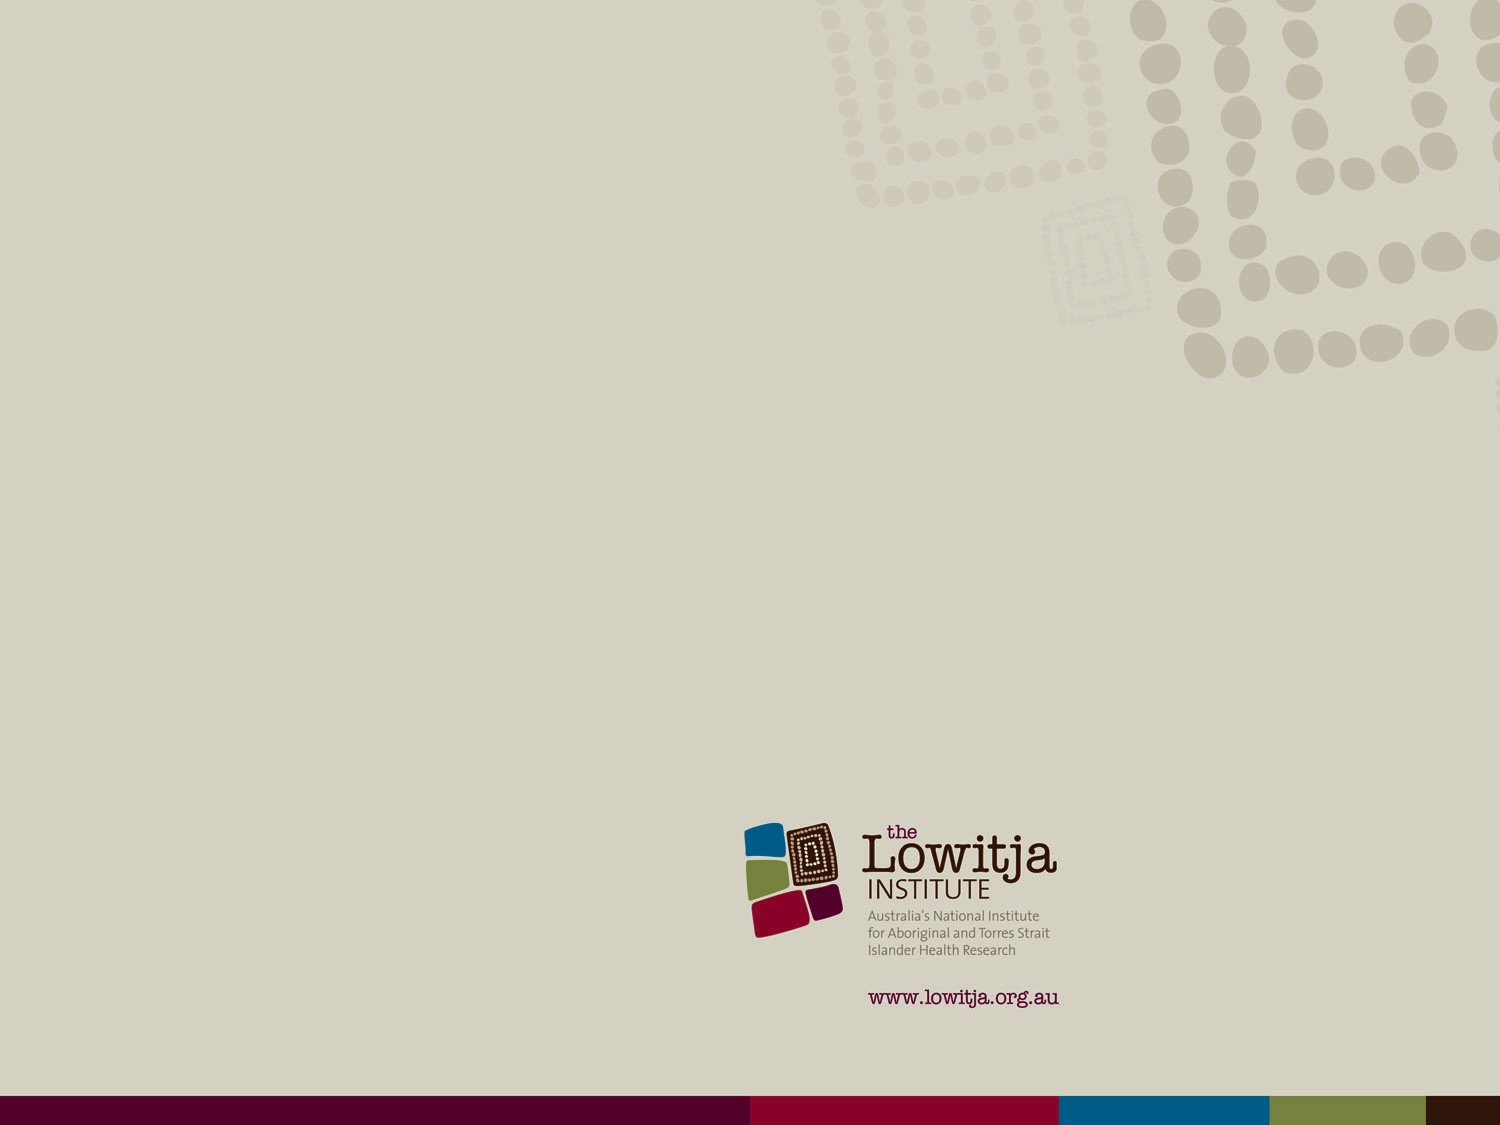 the
Lowitja
INSTITUTE
Australia's National Institute
for Aboriginal and Torres Strait
Islander Health Research
www.lowitja.org.au